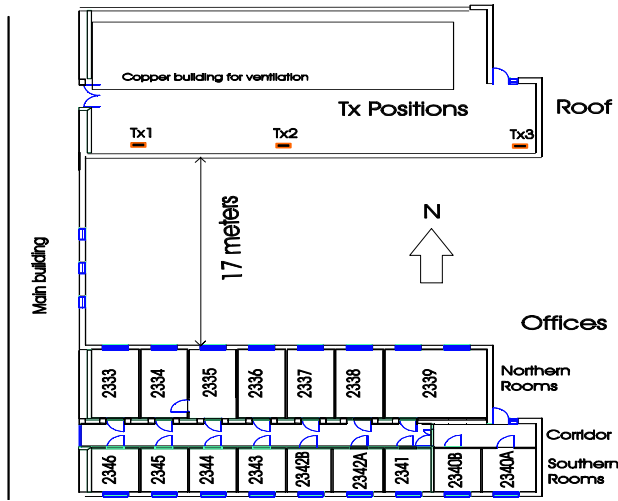 Copper building for ventilation
Tx Positions
Roof
Tx1
Tx2
Tx3
17 meters
N
Main building
Offices
2333
2334
2335
2336
2337
2338
2339
Northern
Rooms
Corridor
2346
2345
2344
2343
2342B
2342A
2341
2340B
2340A
Southern
Rooms